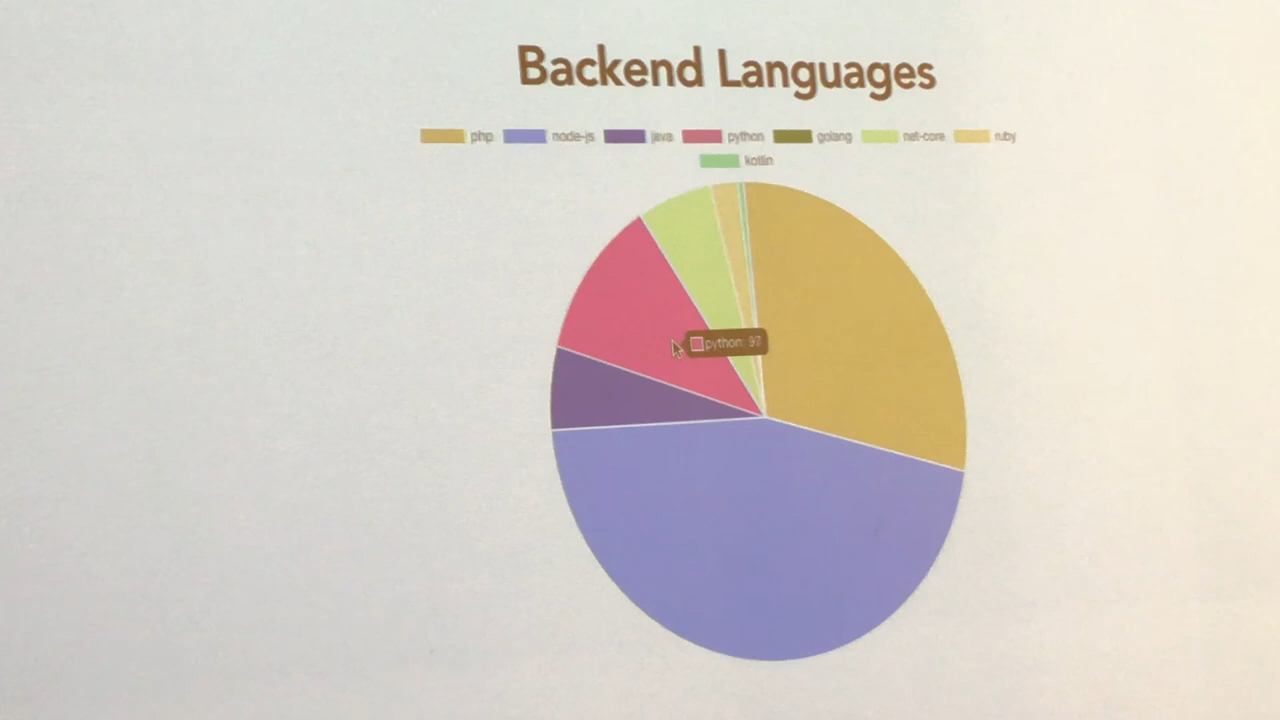 Backend Languages
php node-js java python golang net-core ruby
kotlin
python: 97